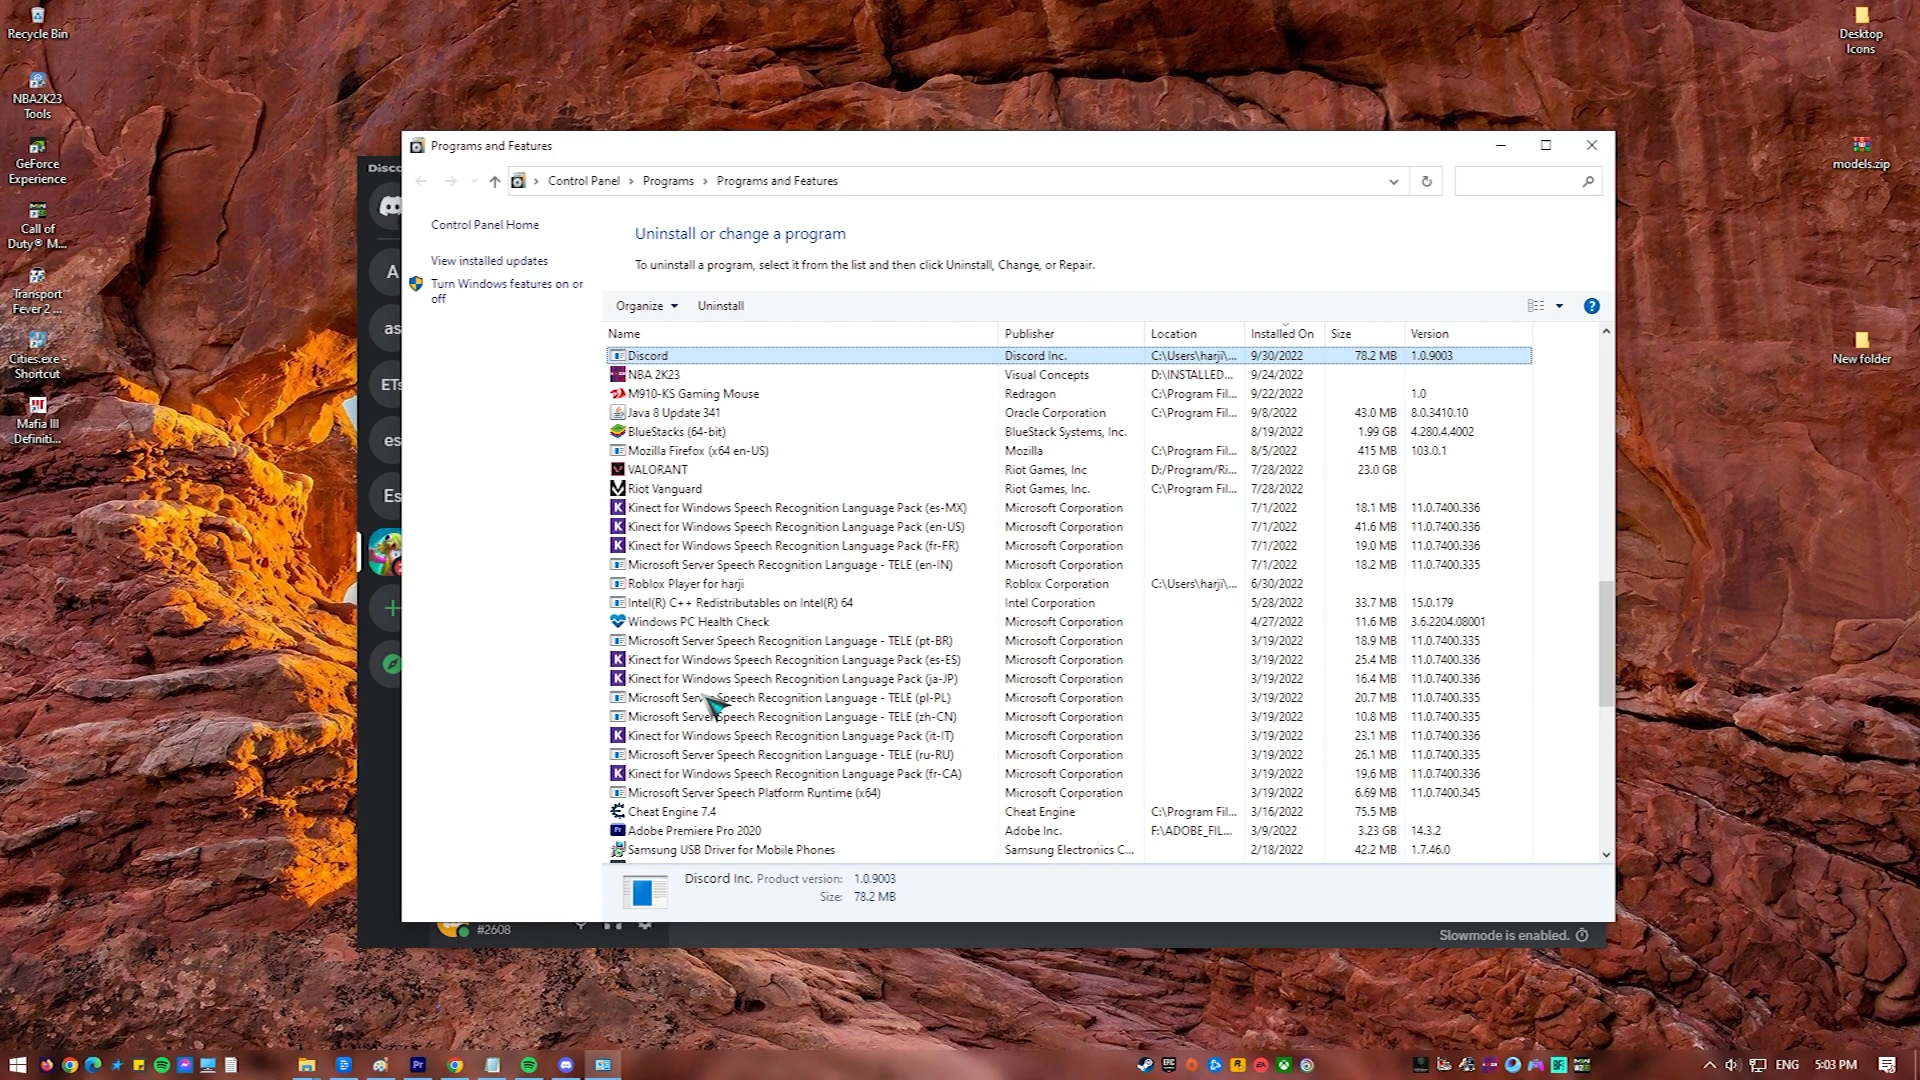 Recycle Bin
NBA2K23
Tools
GeForce
Experience
Call of
Duty® M...
Transport
Fever 2 ...
Cities.exe -
Shortcut
Mafia III
Definiti...
Desktop
Icons
models.zip
New folder
Disco
A
as
ETs
es
Es
#2608
Slowmode is enabled.
Programs and Features
Control Panel
Programs
Programs and Features
Control Panel Home
View installed updates
Turn Windows features on or
off
Uninstall or change a program
To uninstall a program, select it from the list and then click Uninstall, Change, or Repair.
Organize Uninstall
Name Publisher Location Installed On Size Version
Discord Discord Inc. C:\Users\harji\... 9/30/2022 78.2 MB 1.0.9003
NBA 2K23 Visual Concepts D:\INSTALLED... 9/24/2022
M910-KS Gaming Mouse Redragon C:\Program Fil... 9/22/2022 1.0
Java 8 Update 341 Oracle Corporation C:\Program Fil... 9/8/2022 43.0 MB 8.0.3410.10
BlueStacks (64-bit) BlueStack Systems, Inc. 8/19/2022 1.99 GB 4.280.4.4002
Mozilla Firefox (x64 en-US) Mozilla C:\Program Fil... 8/5/2022 415 MB 103.0.1
VALORANT Riot Games, Inc D:/Program/Ri... 7/28/2022 23.0 GB
Riot Vanguard Riot Games, Inc. C:\Program Fil... 7/28/2022
Kinect for Windows Speech Recognition Language Pack (es-MX) Microsoft Corporation 7/1/2022 18.1 MB 11.0.7400.336
Kinect for Windows Speech Recognition Language Pack (en-US) Microsoft Corporation 7/1/2022 41.6 MB 11.0.7400.336
Kinect for Windows Speech Recognition Language Pack (fr-FR) Microsoft Corporation 7/1/2022 19.0 MB 11.0.7400.336
Microsoft Server Speech Recognition Language - TELE (en-IN) Microsoft Corporation 7/1/2022 18.2 MB 11.0.7400.335
Roblox Player for harji Roblox Corporation C:\Users\harji\... 6/30/2022
Intel(R) C++ Redistributables on Intel(R) 64 Intel Corporation 5/28/2022 33.7 MB 15.0.179
Windows PC Health Check Microsoft Corporation 4/27/2022 11.6 MB 3.6.2204.08001
Microsoft Server Speech Recognition Language - TELE (pt-BR) Microsoft Corporation 3/19/2022 18.9 MB 11.0.7400.335
Kinect for Windows Speech Recognition Language Pack (es-ES) Microsoft Corporation 3/19/2022 25.4 MB 11.0.7400.336
Kinect for Windows Speech Recognition Language Pack (ja-JP) Microsoft Corporation 3/19/2022 16.4 MB 11.0.7400.336
Microsoft Server Speech Recognition Language - TELE (pl-PL) Microsoft Corporation 3/19/2022 20.7 MB 11.0.7400.335
Microsoft Server Speech Recognition Language - TELE (zh-CN) Microsoft Corporation 3/19/2022 10.8 MB 11.0.7400.335
Kinect for Windows Speech Recognition Language Pack (it-IT) Microsoft Corporation 3/19/2022 23.1 MB 11.0.7400.336
Microsoft Server Speech Recognition Language - TELE (ru-RU) Microsoft Corporation 3/19/2022 26.1 MB 11.0.7400.335
Kinect for Windows Speech Recognition Language Pack (fr-CA) Microsoft Corporation 3/19/2022 19.6 MB 11.0.7400.336
Microsoft Server Speech Platform Runtime (x64) Microsoft Corporation 3/19/2022 6.69 MB 11.0.7400.345
Cheat Engine 7.4 Cheat Engine C:\Program Fil... 3/16/2022 75.5 MB
Adobe Premiere Pro 2020 Adobe Inc. F:\ADOBE_FIL... 3/9/2022 3.23 GB 14.3.2
Samsung USB Driver for Mobile Phones Samsung Electronics C... 2/18/2022 42.2 MB 1.7.46.0
Discord Inc. Product version: 1.0.9003
Size: 78.2 MB
ENG 5:03 PM